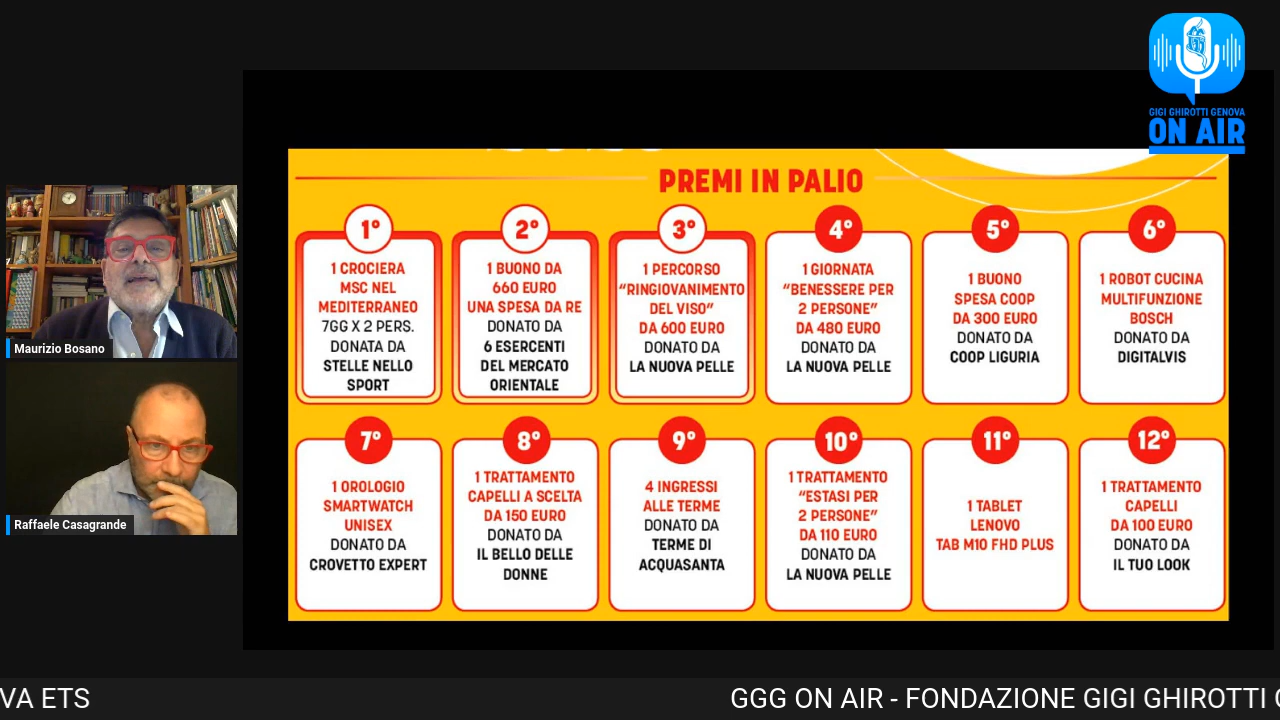 GIGI GHIROTTI GENOVA
ON AIR
PREMI IN PALIO
1°
1 CROCIERA
MSC NEL
MEDITERRANEO
7GG X 2 PERS.
DONATA DA
STELLE NELLO
SPORT
2°
1 BUONO DA
660 EURO
UNA SPESA DA RE
DONATO DA
6 ESERCENTI
DEL MERCATO
ORIENTALE
3°
1 PERCORSO
“RINGIOVANIMENTO
DEL VISO”
DA 600 EURO
DONATO DA
LA NUOVA PELLE
4°
1 GIORNATA
“BENESSERE PER
2 PERSONE”
DA 480 EURO
DONATO DA
LA NUOVA PELLE
5°
1 BUONO
SPESA COOP
DA 300 EURO
DONATO DA
COOP LIGURIA
6°
1 ROBOT CUCINA
MULTIFUNZIONE
BOSCH
DONATO DA
DIGITALVIS
7°
1 OROLOGIO
SMARTWATCH
UNISEX
DONATO DA
CROVETTO EXPERT
8°
1 TRATTAMENTO
CAPELLI A SCELTA
DA 150 EURO
DONATO DA
IL BELLO DELLE
DONNE
9°
4 INGRESSI
ALLE TERME
DONATO DA
TERME DI
ACQUASANTA
10°
1 TRATTAMENTO
“ESTASI PER
2 PERSONE”
DA 110 EURO
DONATO DA
LA NUOVA PELLE
11°
1 TABLET
LENOVO
TAB M10 FHD PLUS
12°
1 TRATTAMENTO
CAPELLI
DA 100 EURO
DONATO DA
IL TUO LOOK
Maurizio Bosano
Raffaele Casagrande
VA ETS
GGG ON AIR - FONDAZIONE GIGI GHIROTTI